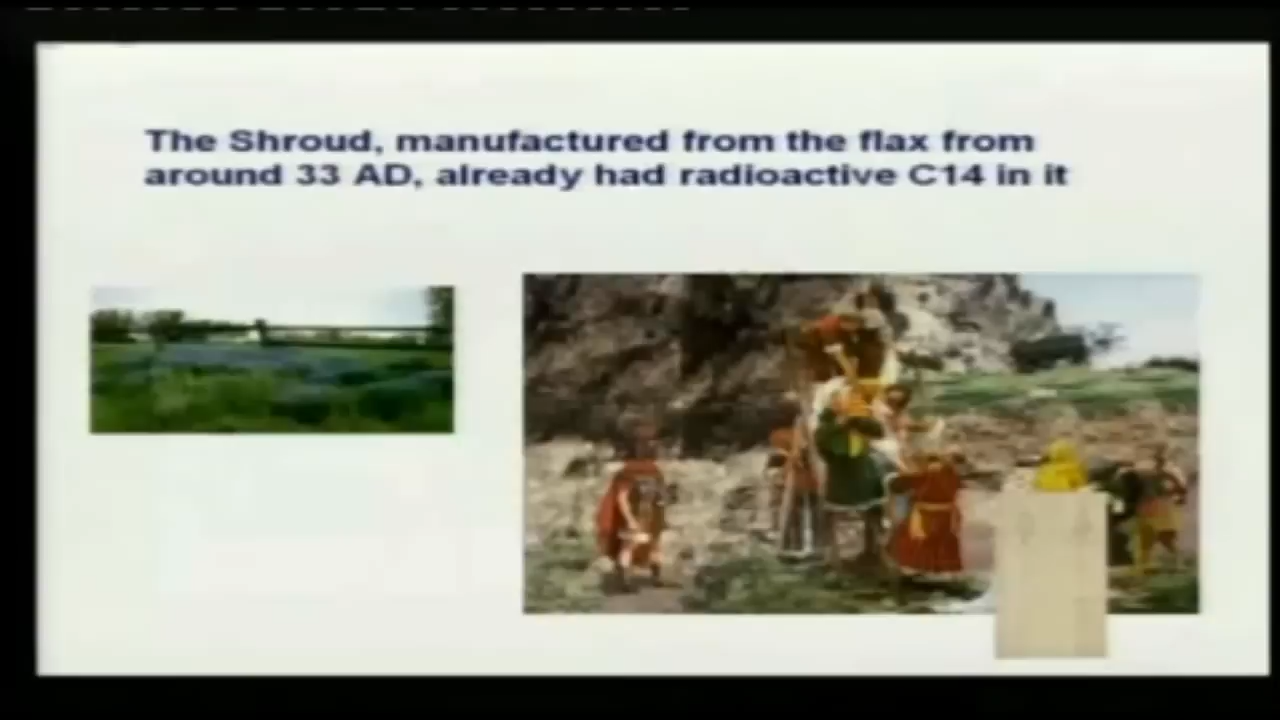 The Shroud, manufactured from the flax from
around 33 AD, already had radioactive C14 in it